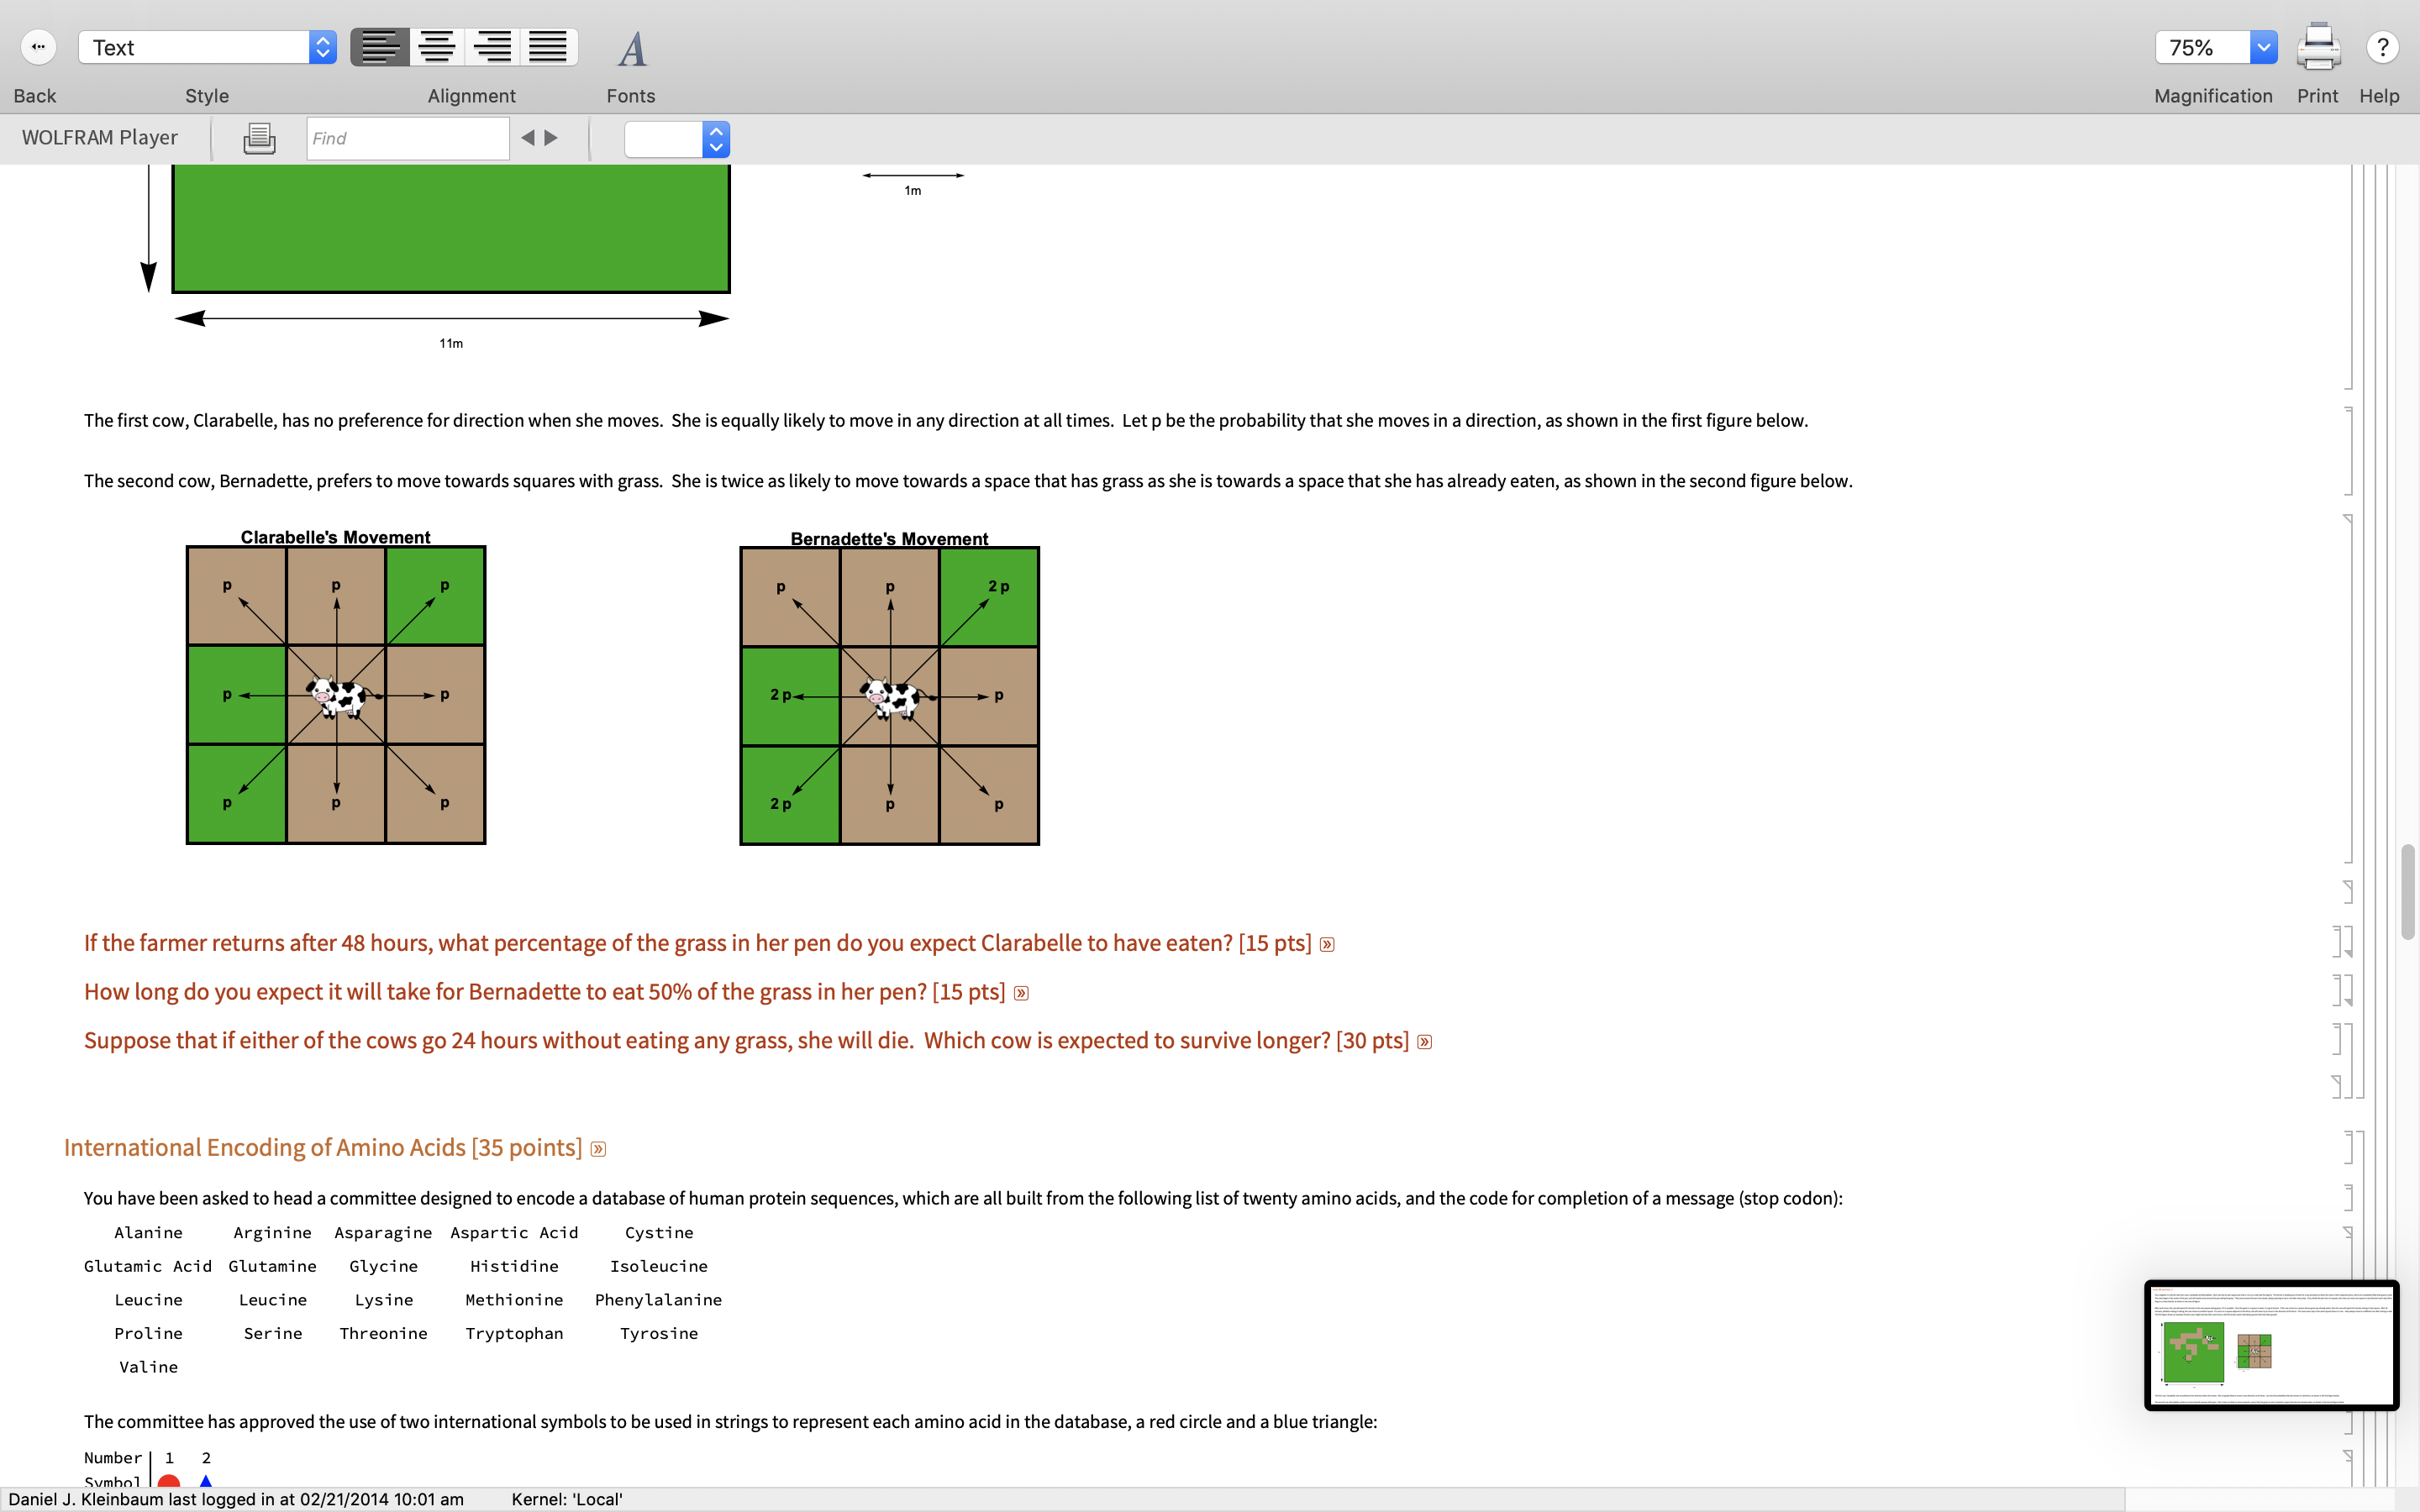 Text
75%
Back
Style
Alignment
Fonts
Magnification
Print
Help
WOLFRAM Player
Find
1m
11m
The first cow, Clarabelle, has no preference for direction when she moves.  She is equally likely to move in any direction at all times.  Let p be the probability that she moves in a direction, as shown in the first figure below.
The second cow, Bernadette, prefers to move towards squares with grass.  She is twice as likely to move towards a space that has grass as she is towards a space that she has already eaten, as shown in the second figure below.
Clarabelle's Movement
p p p
p p
p p p
Bernadette's Movement
p p 2 p
2 p p
2 p p p
If the farmer returns after 48 hours, what percentage of the grass in her pen do you expect Clarabelle to have eaten? [15 pts]
How long do you expect it will take for Bernadette to eat 50% of the grass in her pen? [15 pts]
Suppose that if either of the cows go 24 hours without eating any grass, she will die.  Which cow is expected to survive longer? [30 pts]
International Encoding of Amino Acids [35 points]
You have been asked to head a committee designed to encode a database of human protein sequences, which are all built from the following list of twenty amino acids, and the code for completion of a message (stop codon):
Alanine Arginine Asparagine Aspartic Acid Cystine
Glutamic Acid Glutamine Glycine Histidine Isoleucine
Leucine Leucine Lysine Methionine Phenylalanine
Proline Serine Threonine Tryptophan Tyrosine
Valine
The committee has approved the use of two international symbols to be used in strings to represent each amino acid in the database, a red circle and a blue triangle:
Number 1 2
Symbol
Daniel J. Kleinbaum last logged in at 02/21/2014 10:01 am Kernel: 'Local'